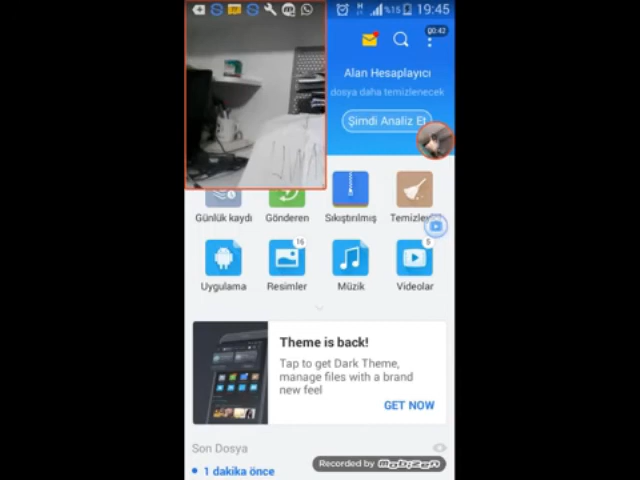 %15
19:45
00:42
Alan Hesaplayıcı
dosya daha temizlenecek
Şimdi Analiz Et
Günlük kaydı
Gönderen
Sıkıştırılmış
Uygulama
16
Resimler
Müzik
5
Videolar
Theme is back!
Tap to get Dark Theme,
manage files with a brand
new feel
GET NOW
Son Dosya
1 dakika önce
Recorded by mobizen